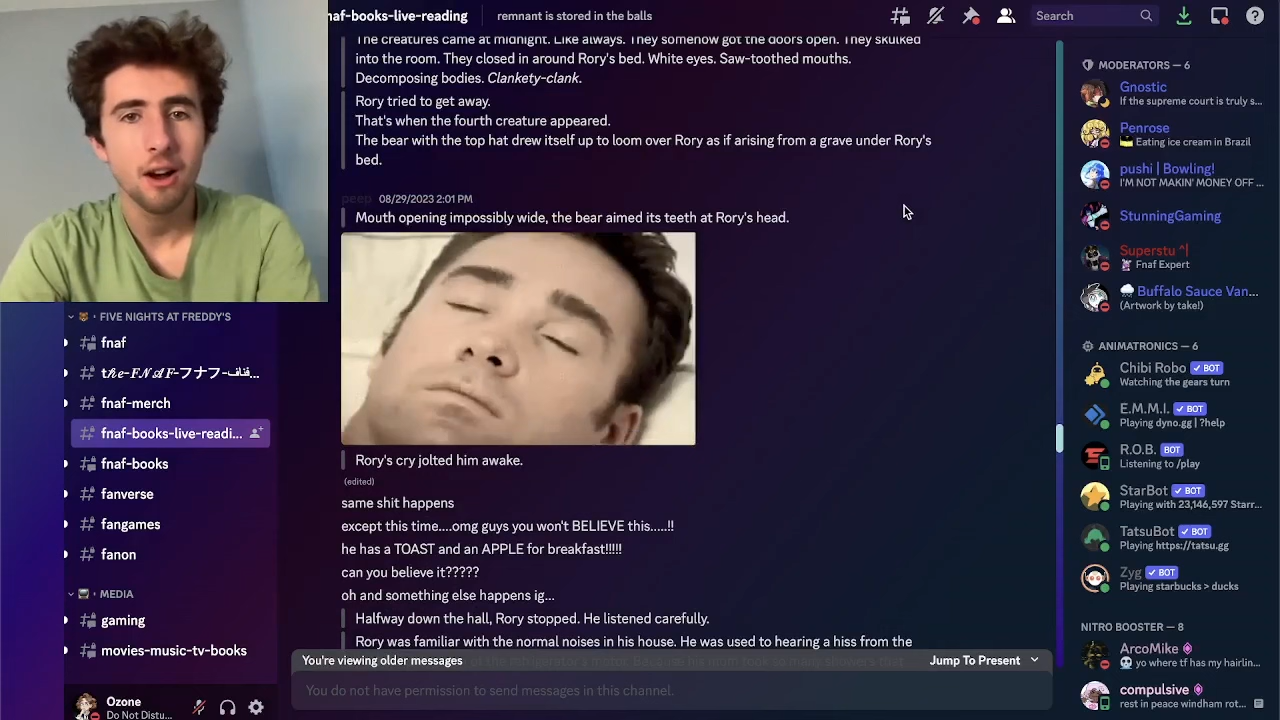 fnaf-books-live-reading
remnant is stored in the balls
Search
The creatures came at midnight. Like always. They somehow got the doors open. They skulked
into the room. They closed in around Rory's bed. White eyes. Saw-toothed mouths.
Decomposing bodies. Clankety-clank.
Rory tried to get away.
That's when the fourth creature appeared.
The bear with the top hat drew itself up to loom over Rory as if arising from a grave under Rory's
bed.
peep 08/29/2023 2:01 PM
Mouth opening impossibly wide, the bear aimed its teeth at Rory's head.
Rory's cry jolted him awake.
(edited)
same shit happens
except this time....omg guys you won't BELIEVE this.....!!
he has a TOAST and an APPLE for breakfast!!!!!
can you believe it?????
oh and something else happens ig...
Halfway down the hall, Rory stopped. He listened carefully.
Rory was familiar with the normal noises in his house. He was used to hearing a hiss from the
You're viewing older messages
Jump To Present
You do not have permission to send messages in this channel.
FIVE NIGHTS AT FREDDY'S
fnaf
t𝒽𝑒-𝐹𝒩𝒜𝐹-フナフ-فناف...
fnaf-merch
fnaf-books-live-readi...
fnaf-books
fanverse
fangames
fanon
MEDIA
gaming
movies-music-tv-books
Ozone
Do Not Distu...
MODERATORS — 6
Gnostic
If the supreme court is truly s...
Penrose
Eating ice cream in Brazil
pushi | Bowling!
I'M NOT MAKIN' MONEY OFF ...
StunningGaming
Superstu ^|
Fnaf Expert
Buffalo Sauce Van...
(Artwork by take!)
ANIMATRONICS — 6
Chibi Robo ✓ BOT
Watching the gears turn
E.M.M.I. ✓ BOT
Playing dyno.gg | ?help
R.O.B. BOT
Listening to /play
StarBot ✓ BOT
Playing with 23,146,597 Starr...
TatsuBot ✓ BOT
Playing https://tatsu.gg
Zyg ✓ BOT
Playing starbucks > ducks
NITRO BOOSTER — 8
ArcoMike
yo where tf has my hairlin...
compulsive
rest in peace windham rot...